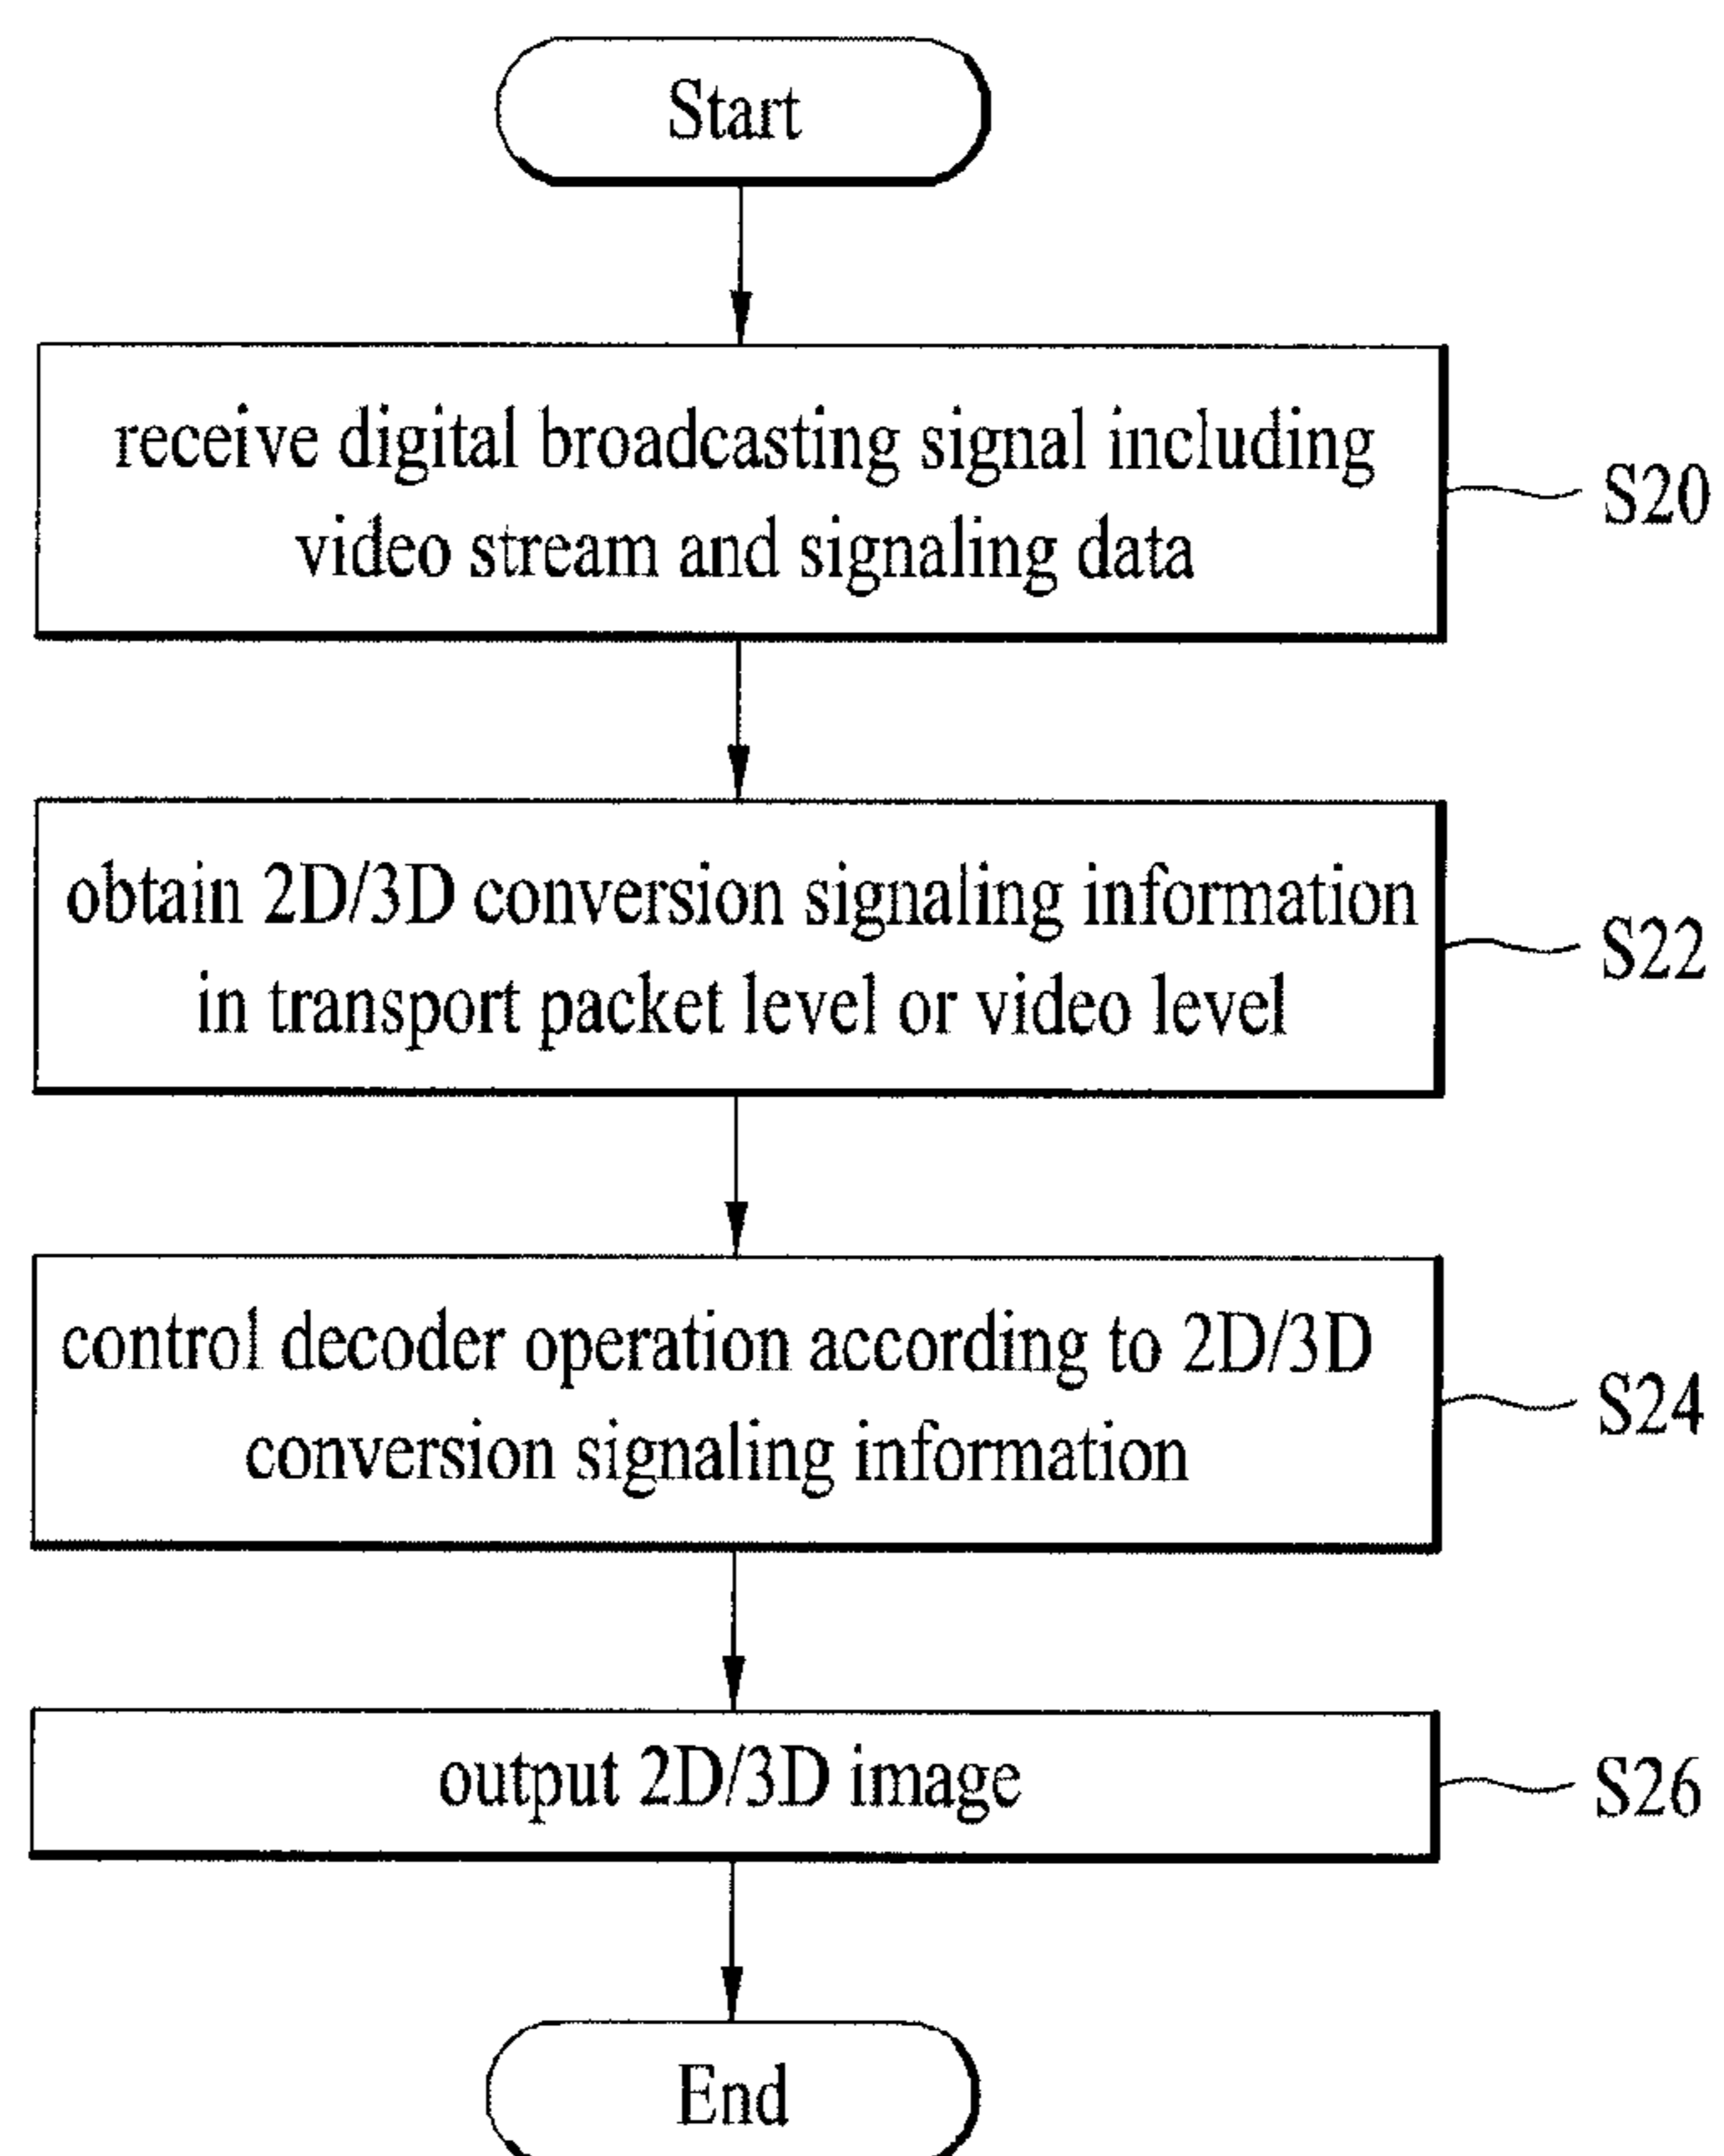 Start
receive digital broadcasting signal including
video stream and signaling data
S20
obtain 2D/3D conversion signaling information
in transport packet level or video level
S22
control decoder operation according to 2D/3D
conversion signaling information
S24
output 2D/3D image
S26
End